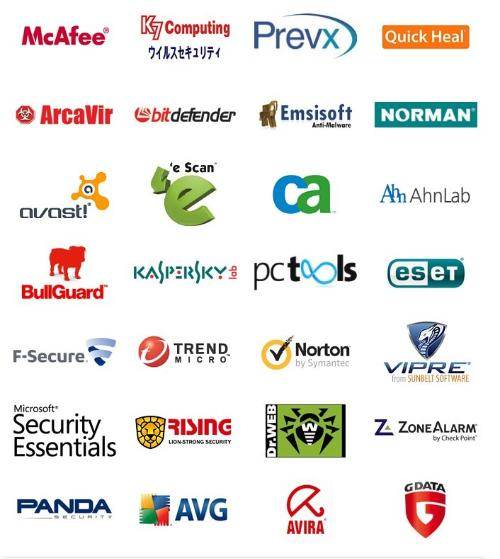 McAfee®
K7 Computing
ウイルスセキュリティ
Prevx
Quick Heal
ArcaVir
bitdefender
Emsisoft
Anti-Malware
NORMAN®
avast!
e Scan
e
ca
Ahn AhnLab
BullGuard
KASPERSKY lab
pctools
eseT
F-Secure.
TREND
MICRO
Norton
by Symantec
VIPRE
from SUNBELT SOFTWARE
Microsoft®
Security
Essentials
RISING
LION-STRONG SECURITY
Dr.WEB
Z ZONEALARM
by Check Point
PANDA
SECURITY
AVG
AVIRA
G DATA